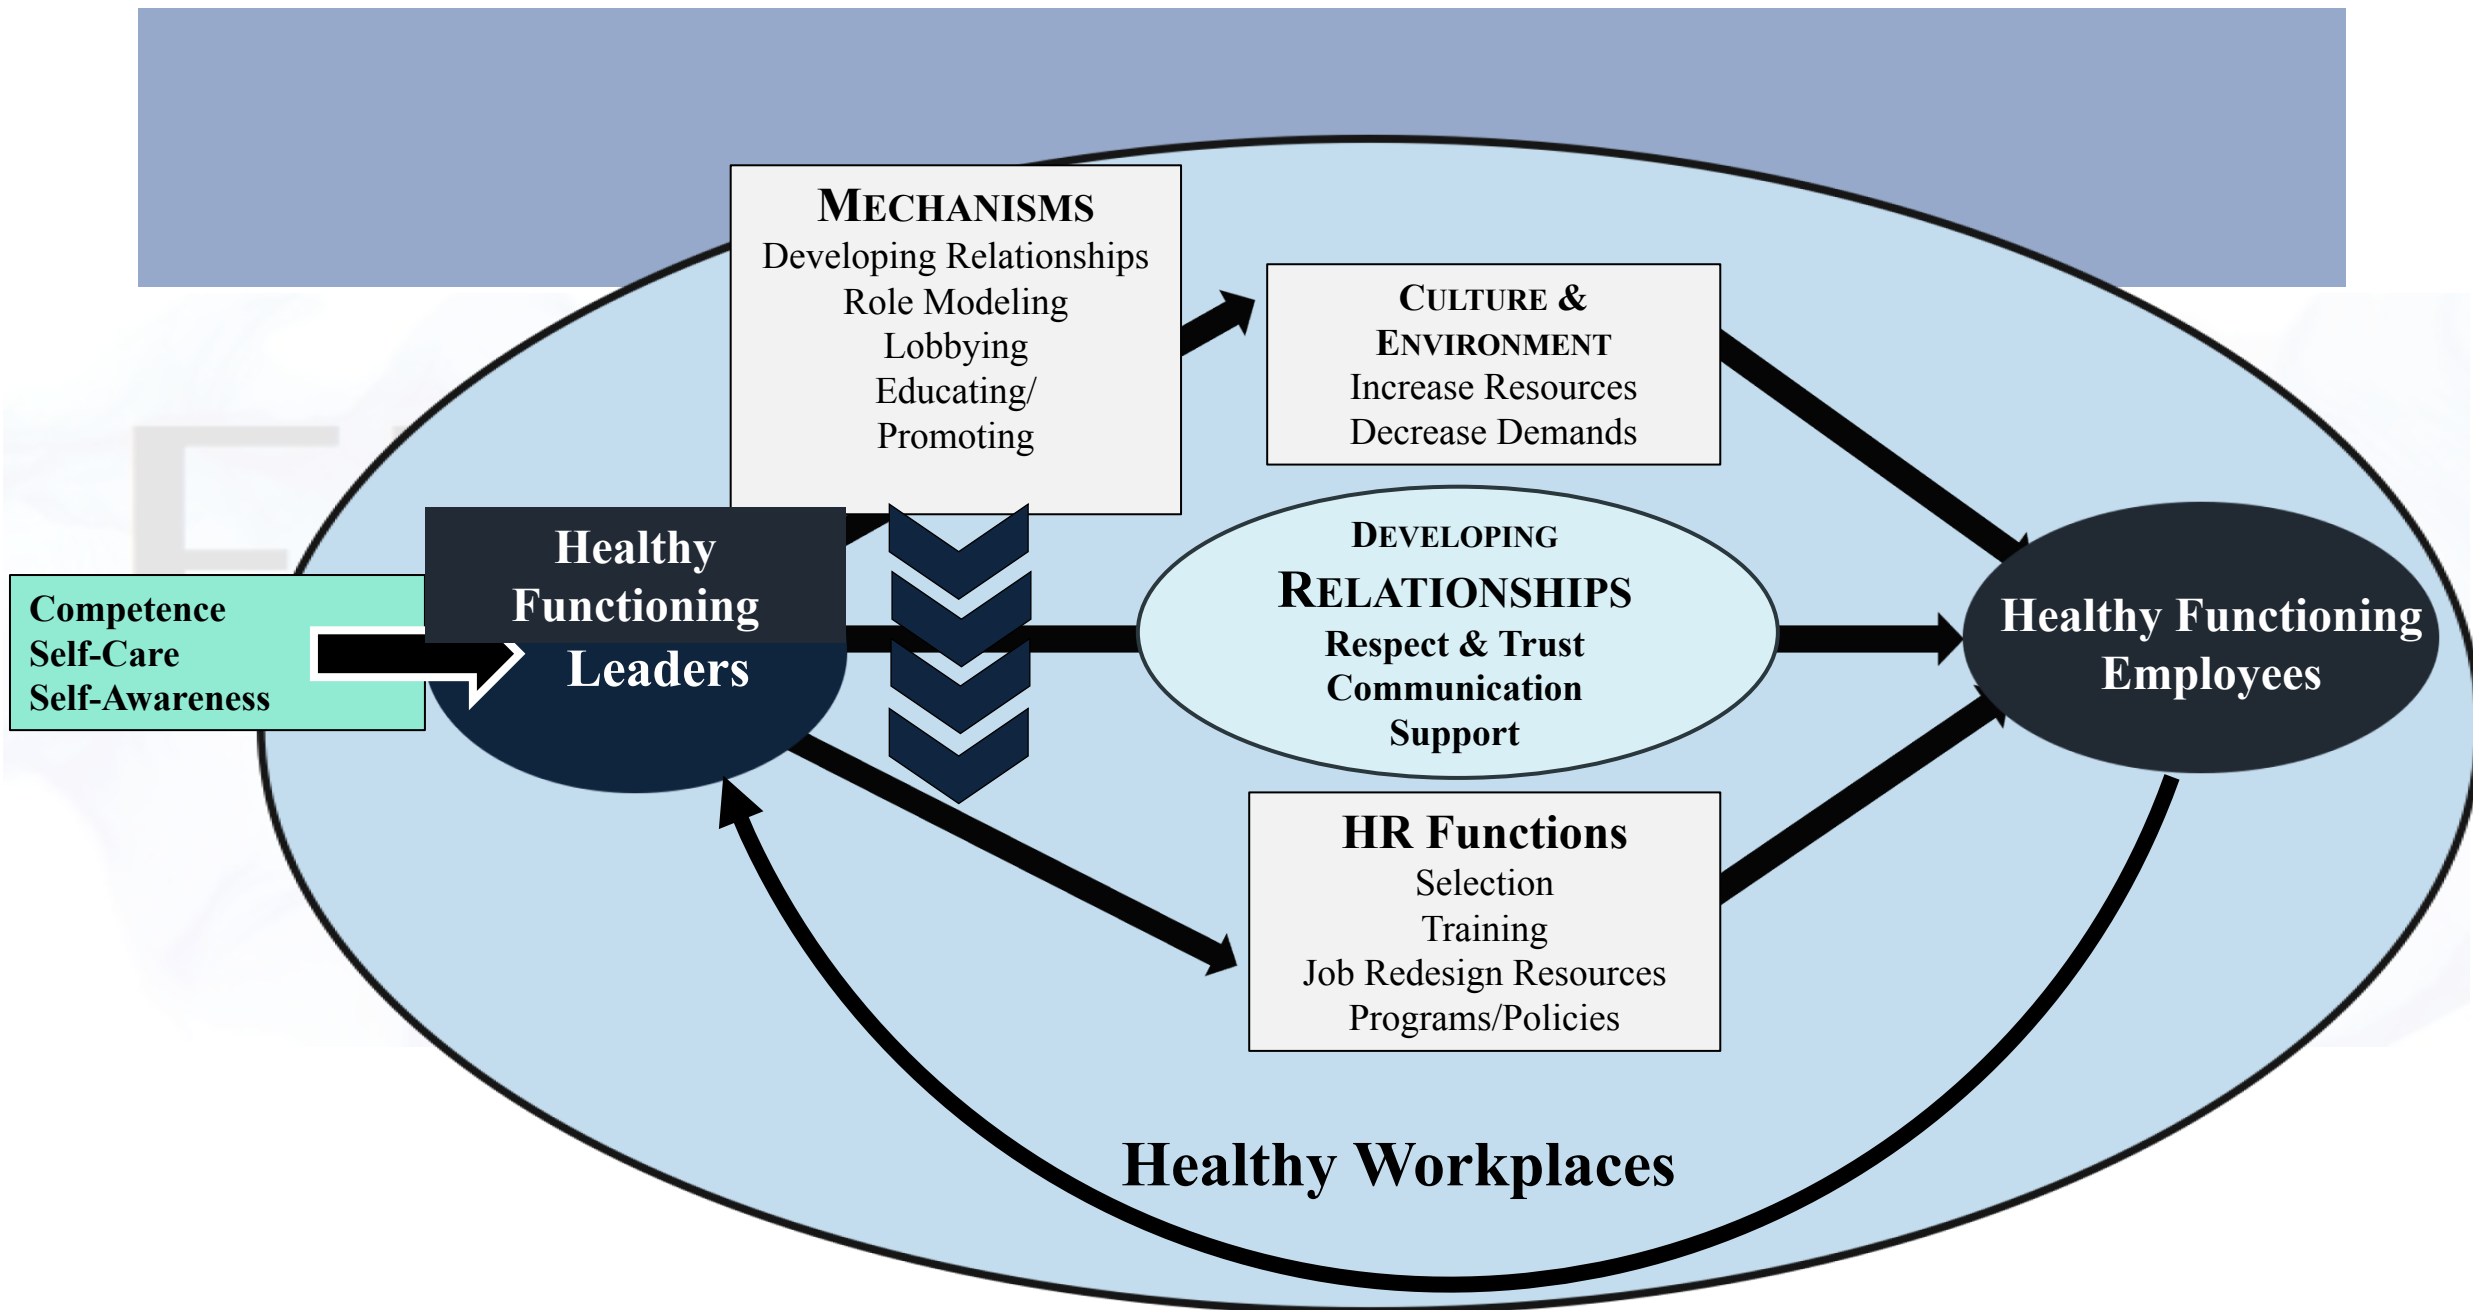 MECHANISMS
Developing Relationships
Role Modeling
Lobbying
Educating/
Promoting
CULTURE &
ENVIRONMENT
Increase Resources
Decrease Demands
Competence
Self-Care
Self-Awareness
Healthy
Functioning
Leaders
DEVELOPING
RELATIONSHIPS
Respect & Trust
Communication
Support
Healthy Functioning
Employees
HR Functions
Selection
Training
Job Redesign Resources
Programs/Policies
Healthy Workplaces